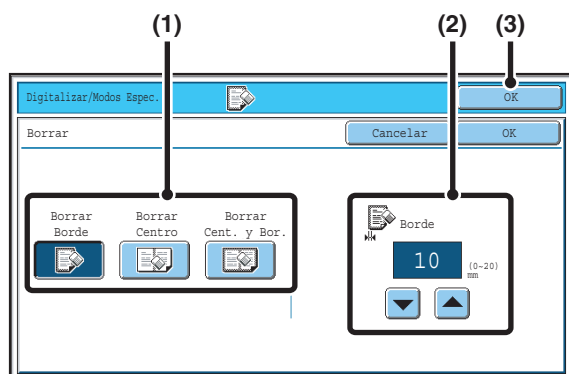 (1) (2) (3)
Digitalizar/Modos Espec. OK
Borrar Cancelar OK
Borrar Borde
Borrar Centro
Borrar Cent. y Bor.
Borde
10 (0~20) mm